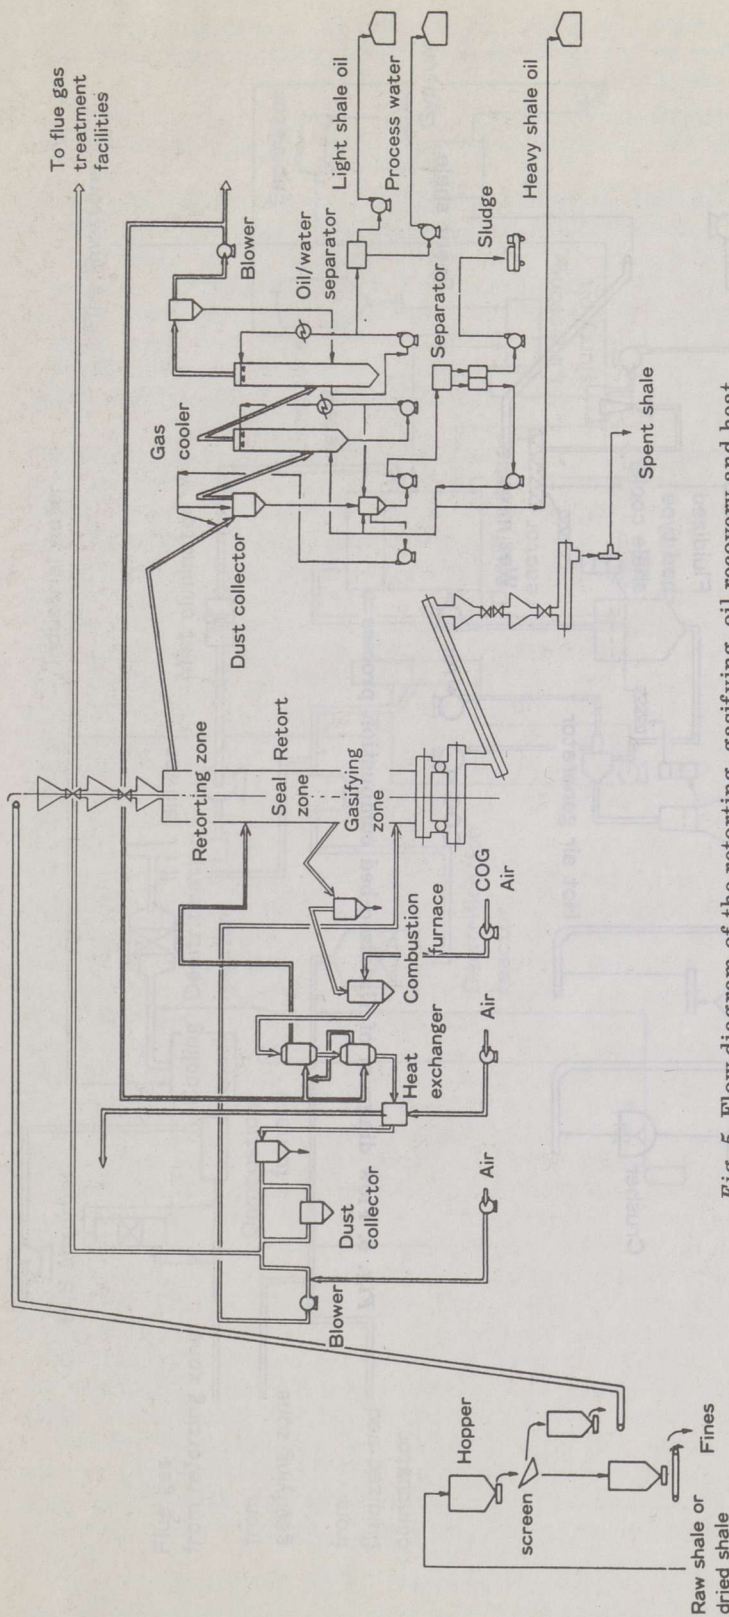 To flue gas
treatment
facilities
Blower
Light shale oil
Process water
Oil/water
separator
Gas
cooler
Separator
Sludge
Heavy shale oil
Dust collector
Spent shale
Retorting zone
Seal
zone
Retort
Gasifying
zone
COG
Air
Combustion
furnace
Heat
exchanger
Air
Dust
collector
Air
Blower
Hopper
screen
Fines
Raw shale or
dried shale
Fig. 5 Flow diagram of the retorting, gasifying, oil recovery and heat